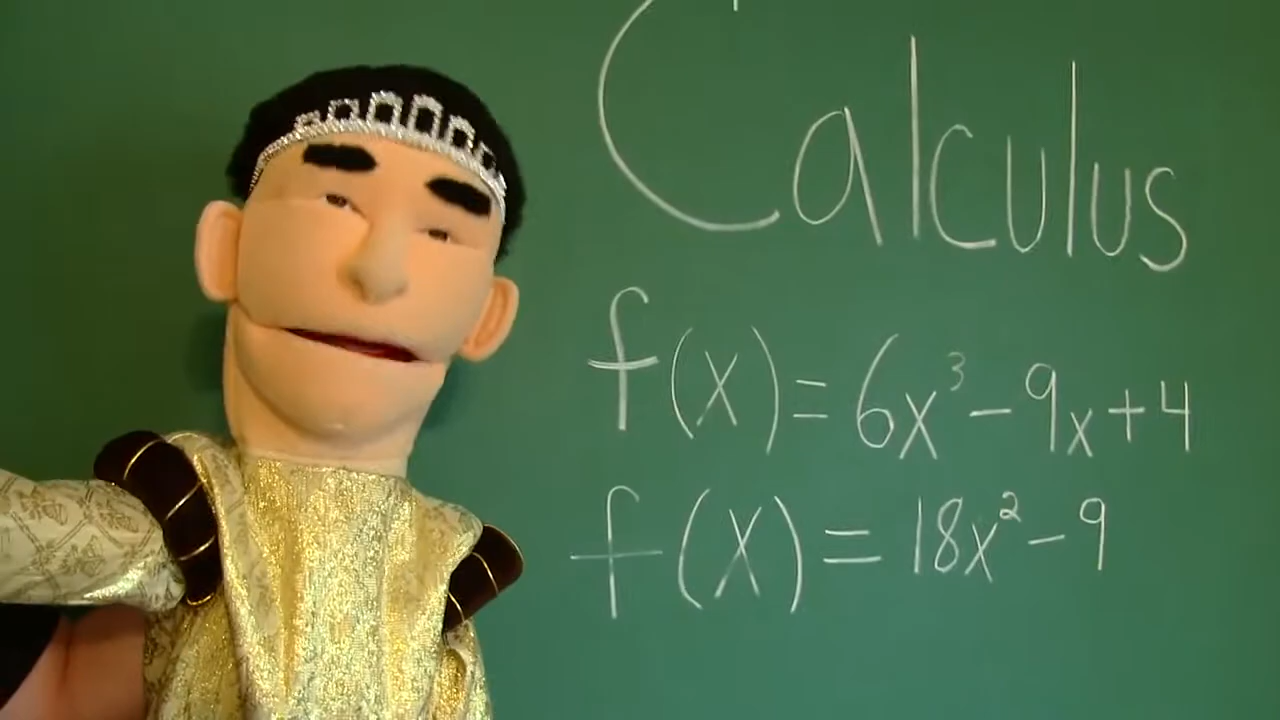 Calculus
f(x) = 6x³ - 9x + 4
f(x) = 18x² - 9